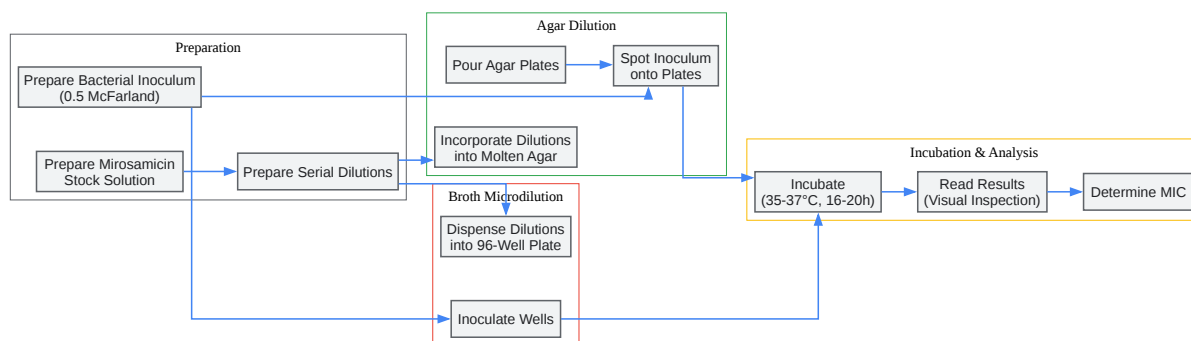 Preparation
Prepare Bacterial Inoculum
(0.5 McFarland)
Prepare Mirosamicin
Stock Solution
Prepare Serial Dilutions
Agar Dilution
Pour Agar Plates
Spot Inoculum
onto Plates
Incorporate Dilutions
into Molten Agar
Broth Microdilution
Dispense Dilutions
into 96-Well Plate
Inoculate Wells
Incubation & Analysis
Incubate
(35-37°C, 16-20h)
Read Results
(Visual Inspection)
Determine MIC